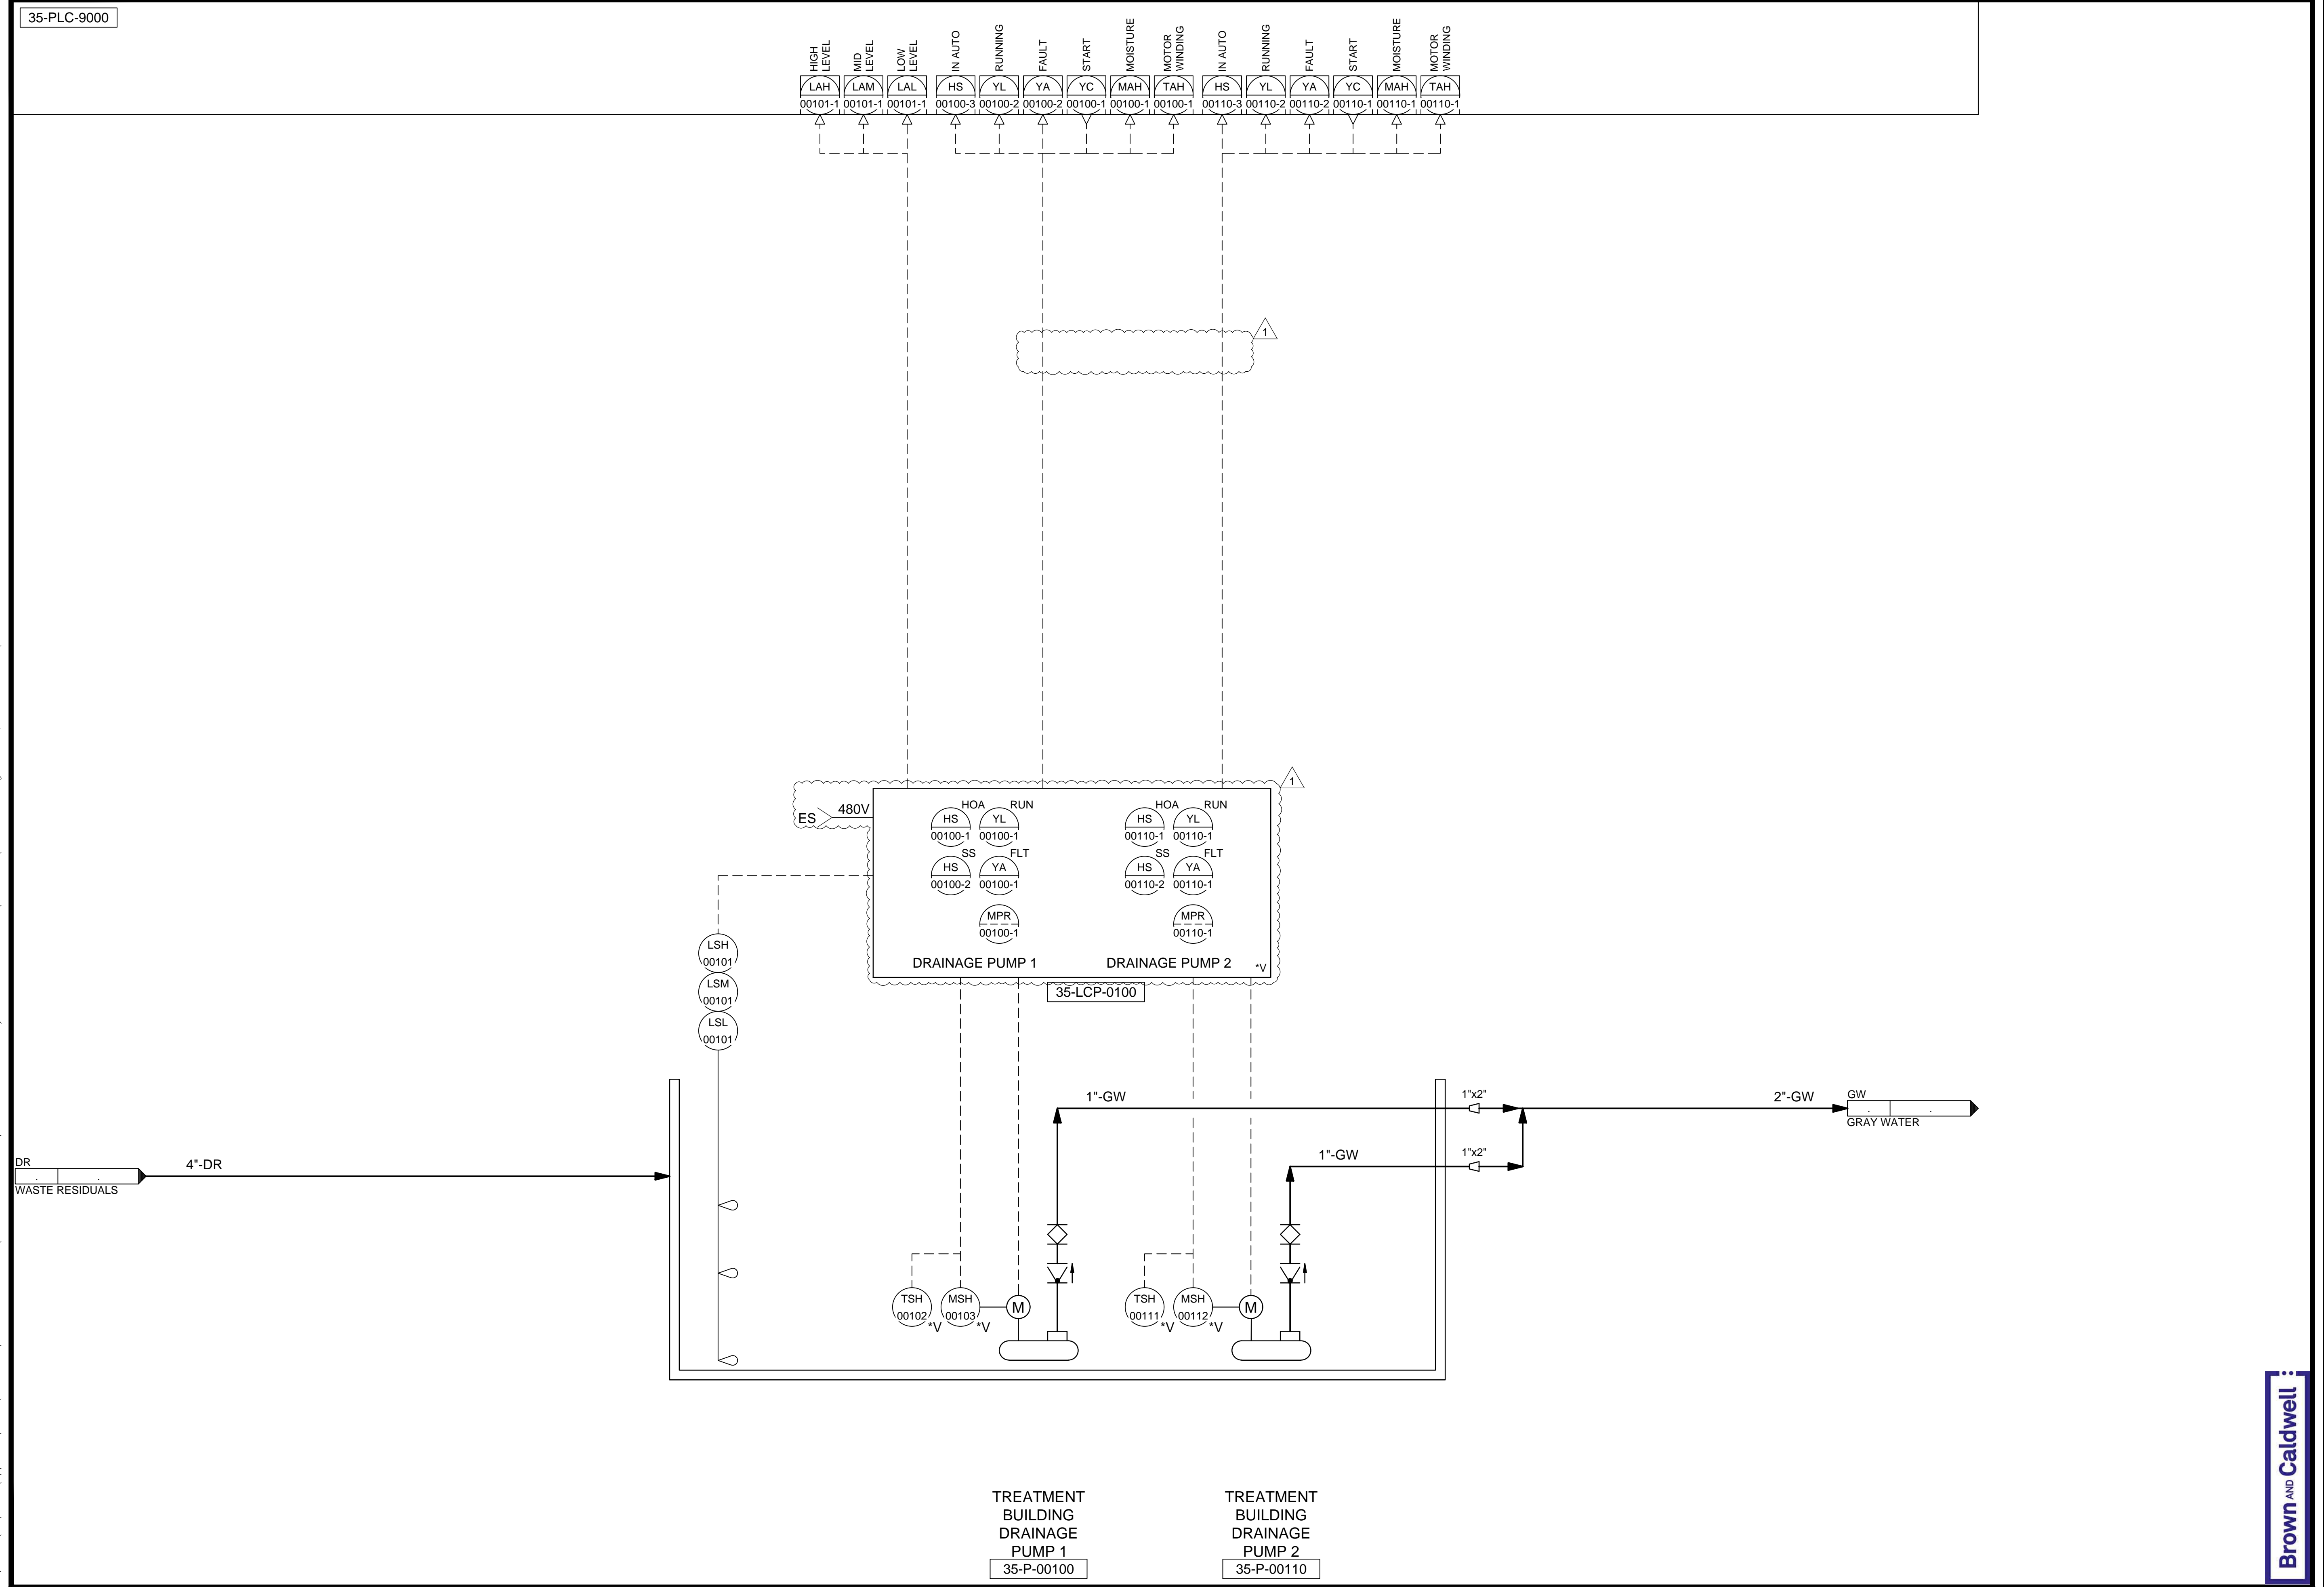 35-PLC-9000
HIGH
LEVEL
MID
LEVEL
LOW
LEVEL
IN AUTO
RUNNING
FAULT
START
MOISTURE
MOTOR
WINDING
IN AUTO
RUNNING
FAULT
START
MOISTURE
MOTOR
WINDING
LAH LAM LAL HS YL YA YC MAH TAH HS YL YA YC MAH TAH
00101-1 00101-1 00101-1 00100-3 00100-2 00100-2 00100-1 00100-1 00100-1 00110-3 00110-2 00110-2 00110-1 00110-1 00110-1
1
1
ES 480V
HOA RUN HOA RUN
HS YL HS YL
00100-1 00100-1 00110-1 00110-1
SS FLT SS FLT
HS YA HS YA
00100-2 00100-1 00110-2 00110-1
MPR MPR
00100-1 00110-1
DRAINAGE PUMP 1 DRAINAGE PUMP 2 *V
35-LCP-0100
LSH
00101
LSM
00101
LSL
00101
1"-GW 1"x2" 2"-GW GW
GRAY WATER
1"-GW 1"x2"
DR 4"-DR
WASTE RESIDUALS
TSH MSH M TSH MSH M
00102 00103 00111 00112
*V *V *V *V
TREATMENT
BUILDING
DRAINAGE
PUMP 1
35-P-00100
TREATMENT
BUILDING
DRAINAGE
PUMP 2
35-P-00110
Brown AND Caldwell